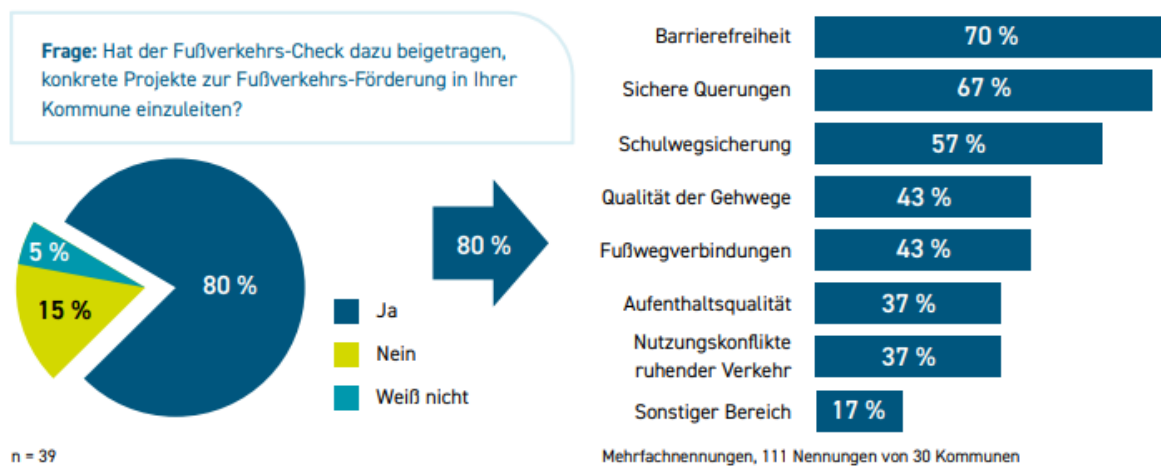 Frage: Hat der Fußverkehrs-Check dazu beigetragen,
konkrete Projekte zur Fußverkehrs-Förderung in Ihrer
Kommune einzuleiten?
5 %
15 %
80 %
Ja
Nein
Weiß nicht
n = 39
80 %
Barrierefreiheit 70 %
Sichere Querungen 67 %
Schulwegsicherung 57 %
Qualität der Gehwege 43 %
Fußwegverbindungen 43 %
Aufenthaltsqualität 37 %
Nutzungskonflikte
ruhender Verkehr 37 %
Sonstiger Bereich 17 %
Mehrfachnennungen, 111 Nennungen von 30 Kommunen